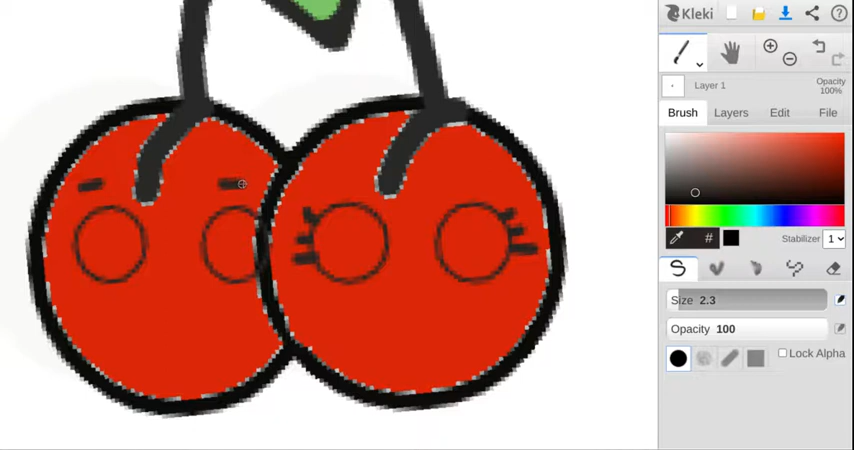 Kleki
Layer 1
Opacity
100%
Brush Layers Edit File
#
Stabilizer 1
Size 2.3
Opacity 100
Lock Alpha